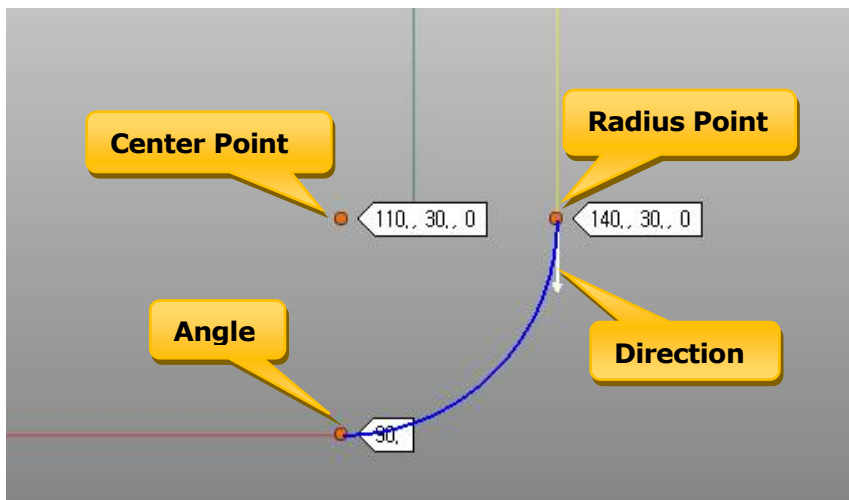 Radius Point
Center Point
110,, 30,, 0
140,, 30,, 0
Angle
Direction
90,